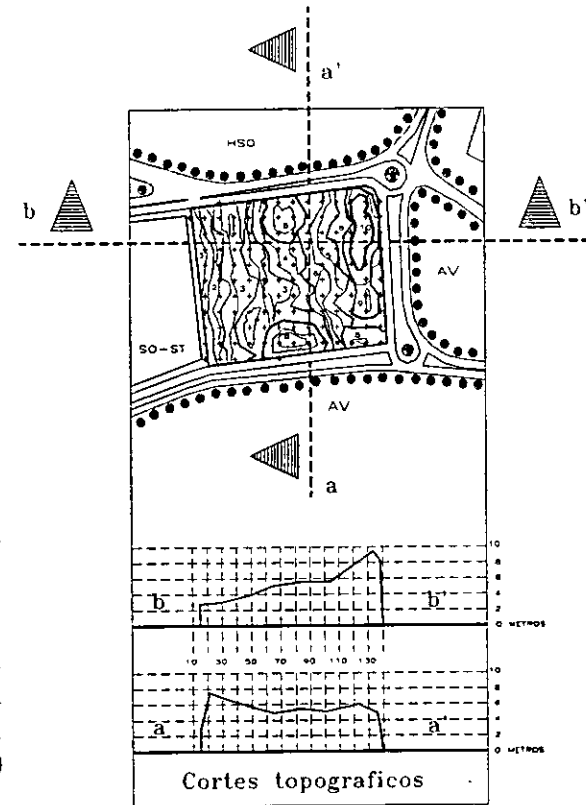 a'
HSO
b
b'
AV
SO-ST
AV
a
10
8
6
4
2
0 METROS
b
b'
10 30 50 70 90 110 130
10
8
6
4
2
0 METROS
a
a'
Cortes topograficos